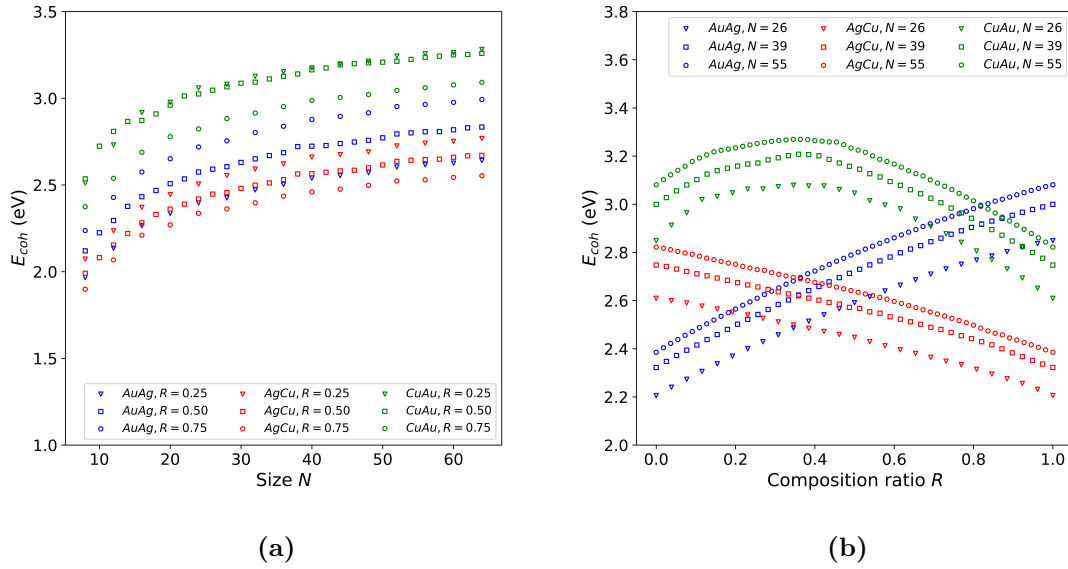 3.5
3.0
2.5
2.0
1.5
1.0
E_coh (eV)
AuAg, R = 0.25
AuAg, R = 0.50
AuAg, R = 0.75
AgCu, R = 0.25
AgCu, R = 0.50
AgCu, R = 0.75
CuAu, R = 0.25
CuAu, R = 0.50
CuAu, R = 0.75
10 20 30 40 50 60
Size N
(a)
3.8
3.6
3.4
3.2
3.0
2.8
2.6
2.4
2.2
2.0
E_coh (eV)
AuAg, N = 26
AuAg, N = 39
AuAg, N = 55
AgCu, N = 26
AgCu, N = 39
AgCu, N = 55
CuAu, N = 26
CuAu, N = 39
CuAu, N = 55
0.0 0.2 0.4 0.6 0.8 1.0
Composition ratio R
(b)